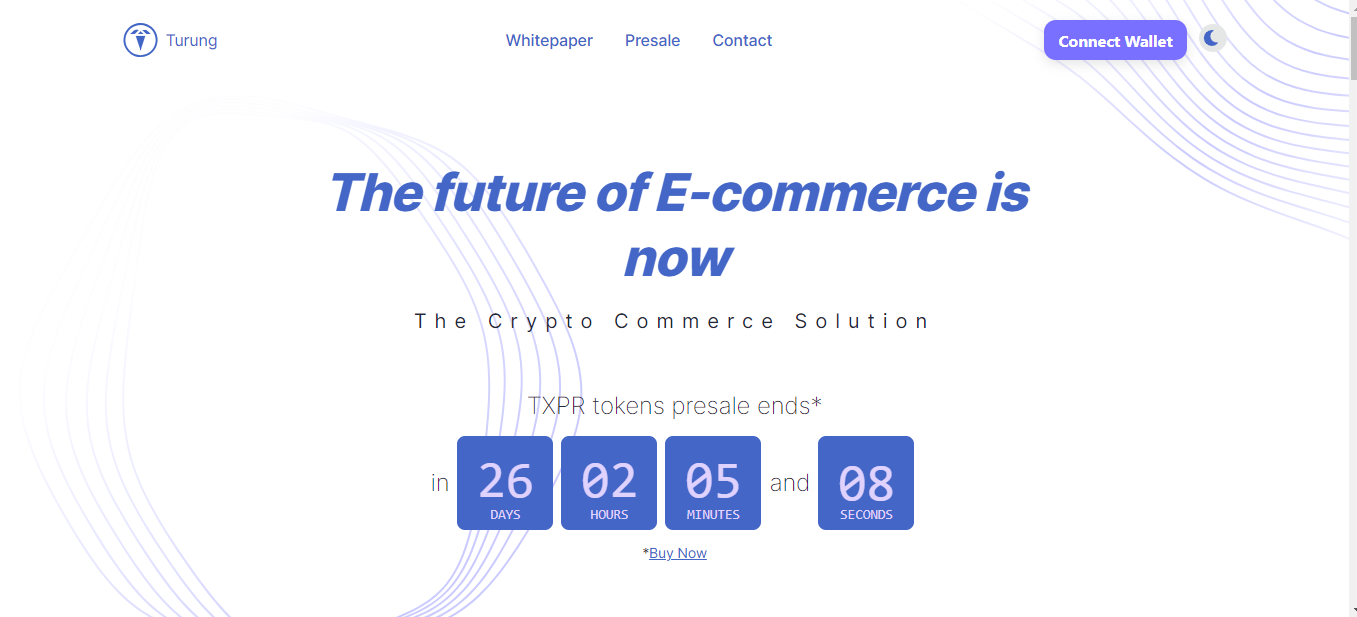 Turung
Whitepaper Presale Contact
Connect Wallet
The future of E-commerce is
now
The Crypto Commerce Solution
TXPR tokens presale ends*
in 26 02 05 and 08
DAYS HOURS MINUTES SECONDS
*Buy Now